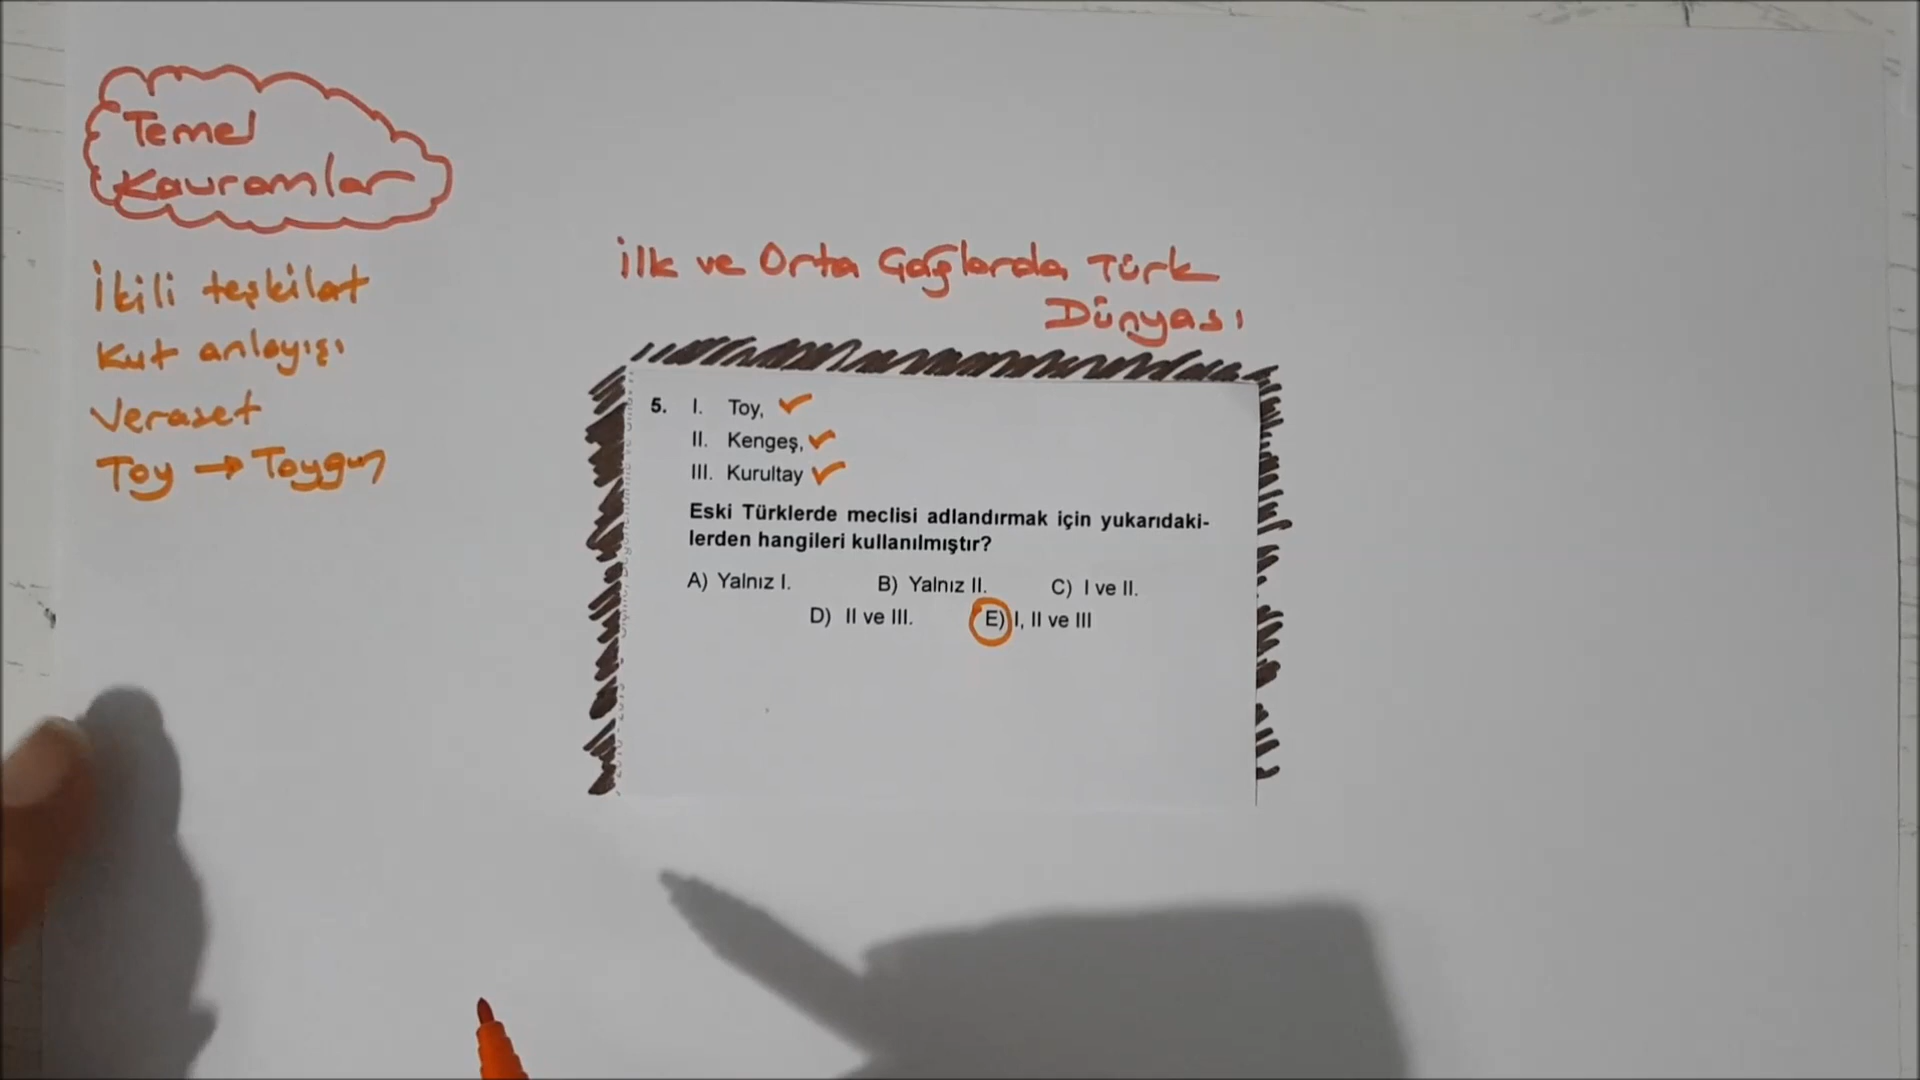 Temel
Kavramlar
İkili teşkilat
Kut anlayışı
Veraset
Toy → Toygun
İlk ve Orta Çağlarda Türk
Dünyası
5. I. Toy,
II. Kengeş,
III. Kurultay
Eski Türklerde meclisi adlandırmak için yukarıdaki-
lerden hangileri kullanılmıştır?
A) Yalnız I. B) Yalnız II. C) I ve II.
D) II ve III. E) I, II ve III